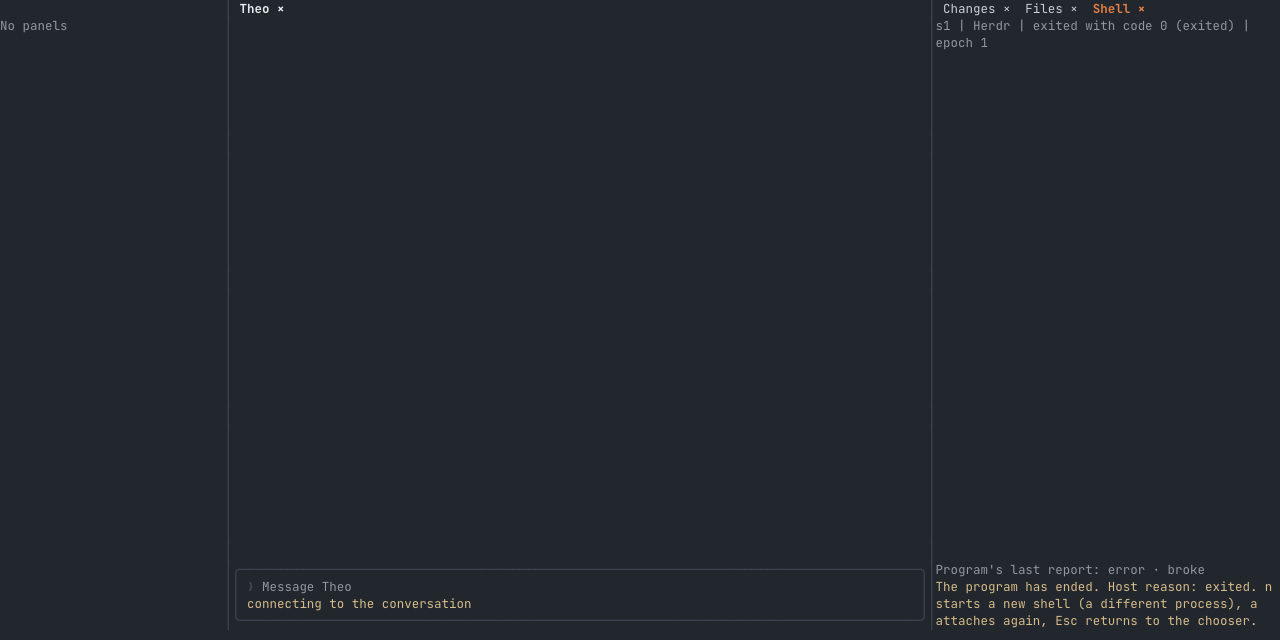 Theo ×
Changes × Files × Shell ×
No panels
s1 | Herdr | exited with code 0 (exited) |
epoch 1
Program's last report: error · broke
The program has ended. Host reason: exited. n
starts a new shell (a different process), a
attaches again, Esc returns to the chooser.
⟩ Message Theo
connecting to the conversation